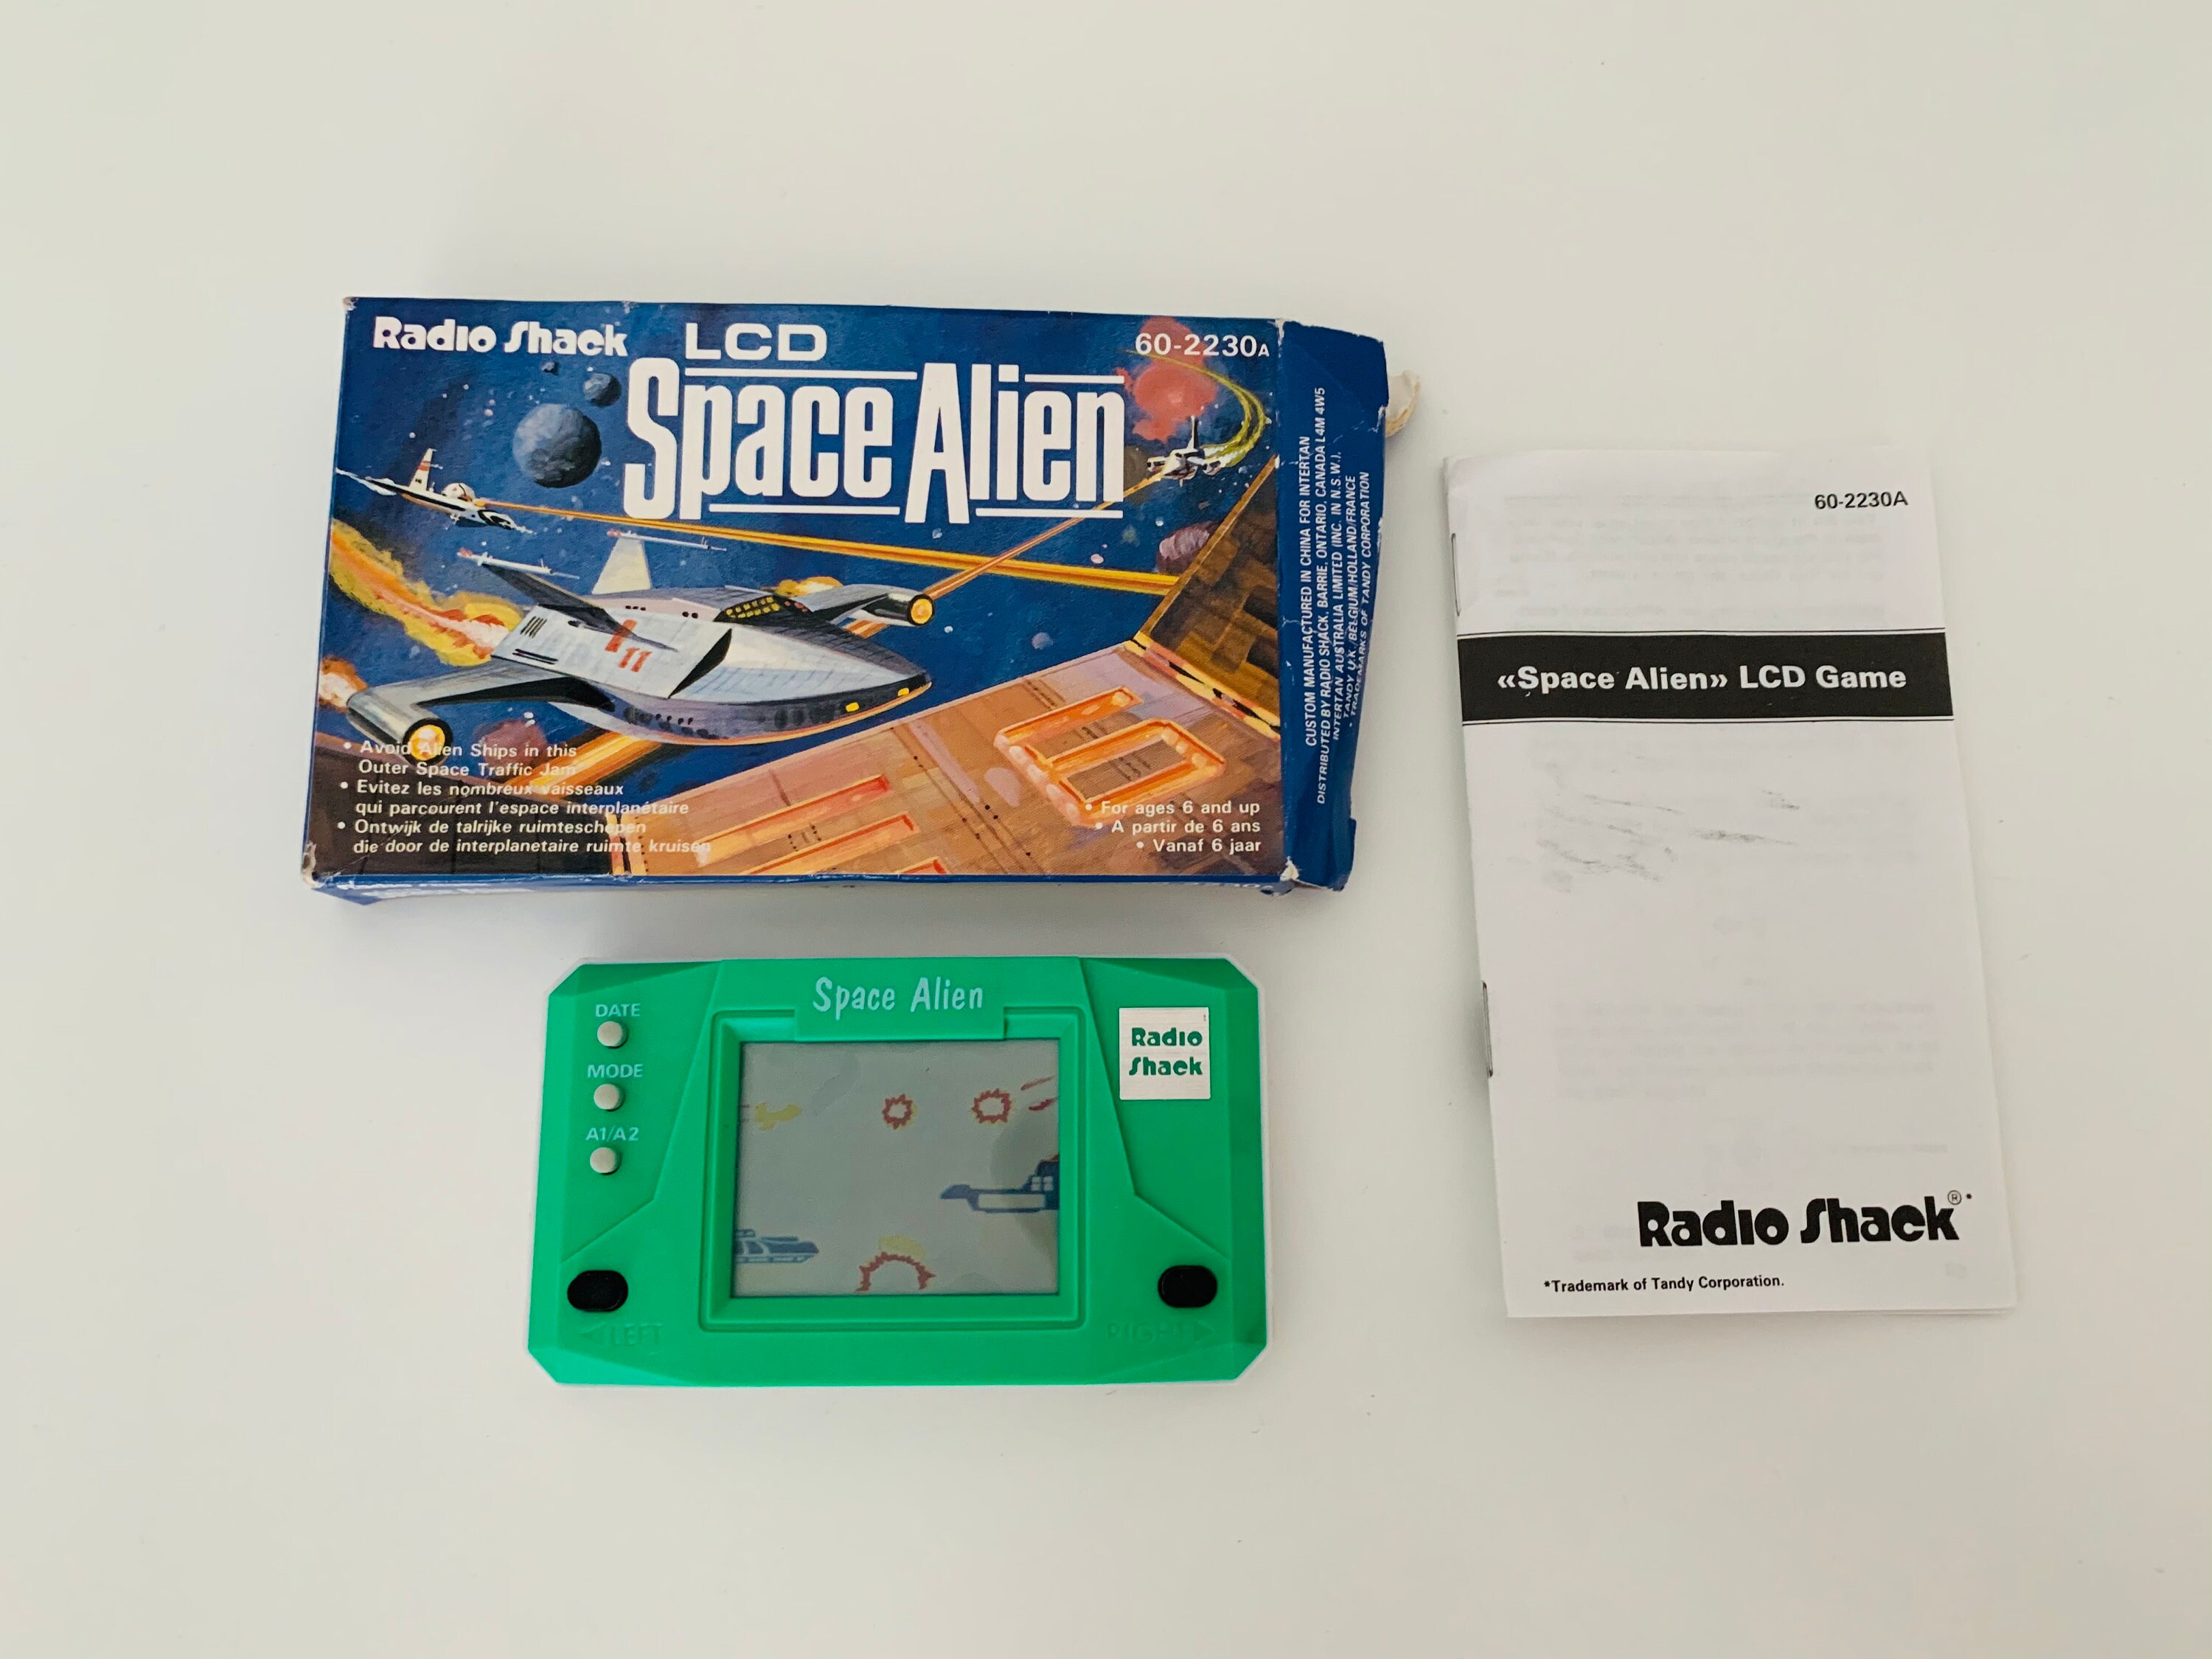 Radio Shack
LCD
60-2230A
Space Alien
11
• Avoid Alien Ships in this
Outer Space Traffic Jam
• Evitez les nombreux vaisseaux
qui parcourent l'espace interplanétaire
• Ontwijk de talrijke ruimteschepen
die door de interplanetaire ruimte kruisen
• For ages 6 and up
• A partir de 6 ans
• Vanaf 6 jaar
CUSTOM MANUFACTURED IN CHINA FOR INTERTAN
DISTRIBUTED BY RADIO SHACK, BARRIE, ONTARIO, CANADA L4M 4W5
INTERTAN AUSTRALIA LIMITED (INC. IN N.S.W.).
TANDY U.K./BELGIUM/HOLLAND/FRANCE
TRADEMARKS OF TANDY CORPORATION
60-2230A
«Space Alien» LCD Game
Radio Shack®*
*Trademark of Tandy Corporation.
Space Alien
DATE
MODE
A1/A2
Radio
Shack
LEFT
RIGHT